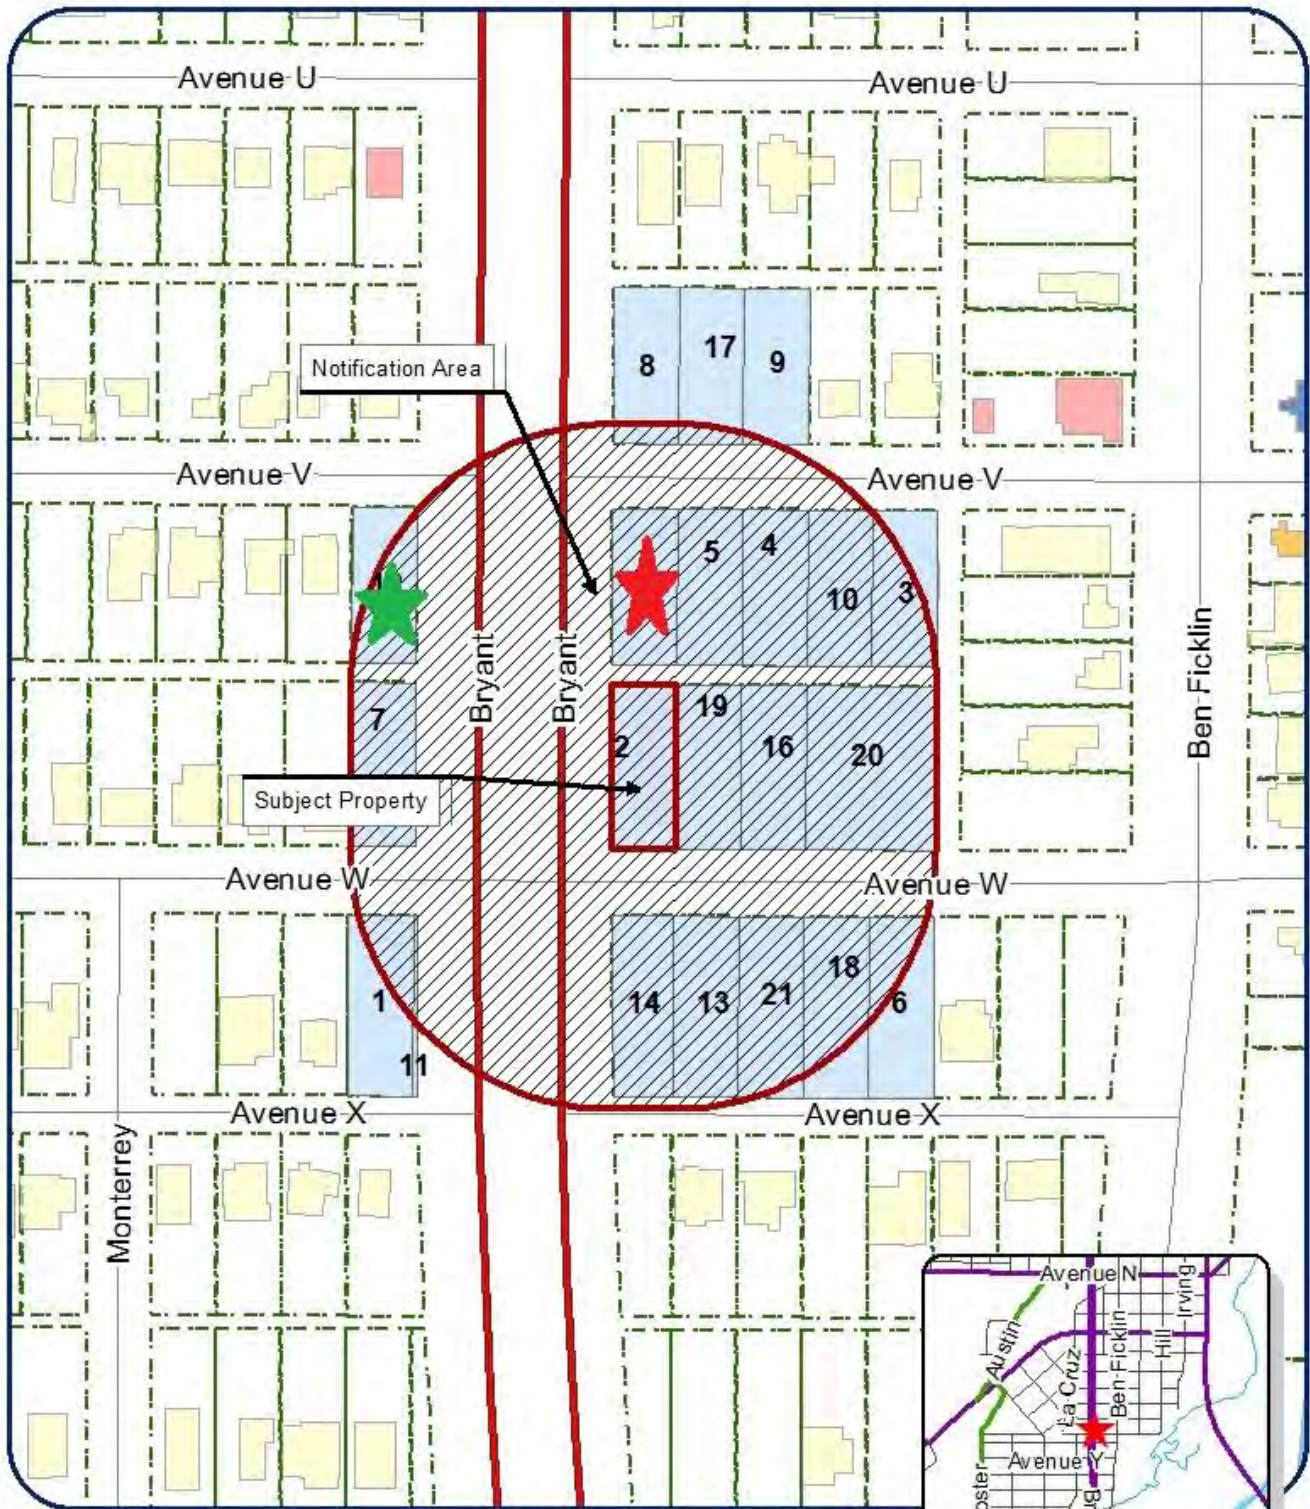 Avenue U
Avenue U
8
17
9
Notification Area
Avenue V
Avenue V
5
4
10
3
7
Bryant
Bryant
Ben Ficklin
2
19
16
20
Subject Property
Avenue W
Avenue W
1
11
14
13
21
18
6
Avenue X
Avenue X
Monterrey
Avenue N
Irving
Austin
La Cruz
Ben Ficklin
Hill
Avenue Y